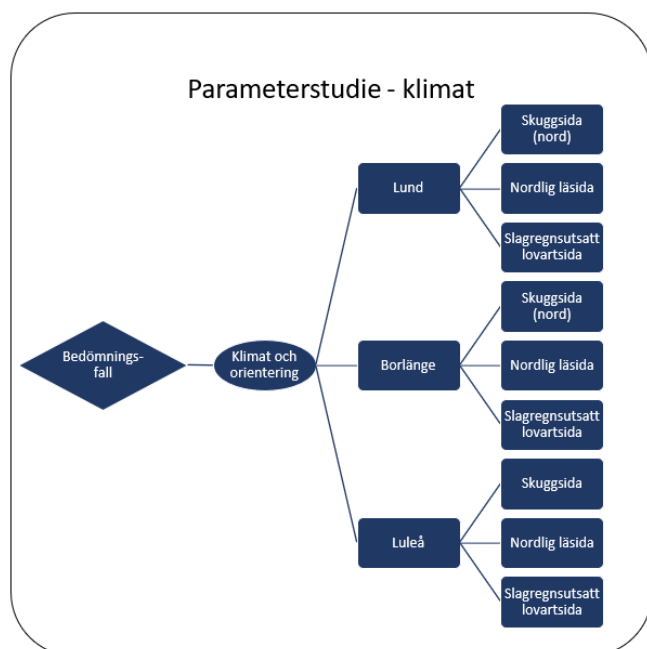 Parameterstudie - klimat
Bedömnings-
fall
Klimat och
orientering
Lund
Skuggsida
(nord)
Nordlig läsida
Slagregnsutsatt
lovartsida
Borlänge
Skuggsida
(nord)
Nordlig läsida
Slagregnsutsatt
lovartsida
Luleå
Skuggsida
Nordlig läsida
Slagregnsutsatt
lovartsida